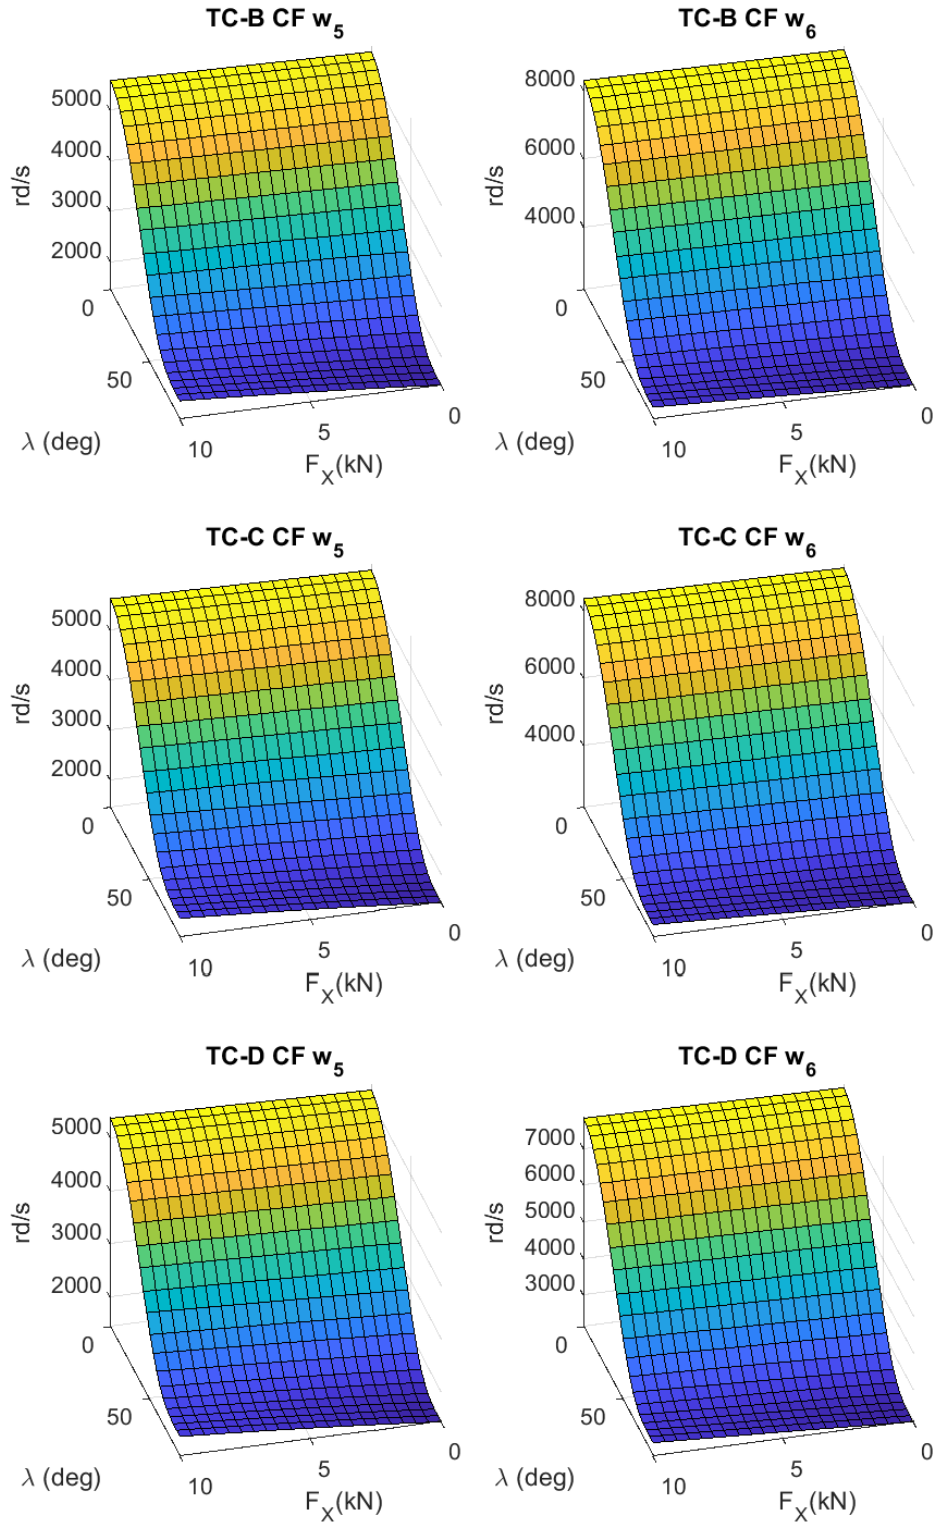 TC-B CF w5
5000
4000
3000
2000
rd/s
0
50
λ (deg)
10
5
0
FX(kN)
TC-B CF w6
8000
6000
4000
rd/s
0
50
λ (deg)
10
5
0
FX(kN)
TC-C CF w5
5000
4000
3000
2000
rd/s
0
50
λ (deg)
10
5
0
FX(kN)
TC-C CF w6
8000
6000
4000
rd/s
0
50
λ (deg)
10
5
0
FX(kN)
TC-D CF w5
5000
4000
3000
2000
rd/s
0
50
λ (deg)
10
5
0
FX(kN)
TC-D CF w6
7000
6000
5000
4000
3000
rd/s
0
50
λ (deg)
10
5
0
FX(kN)